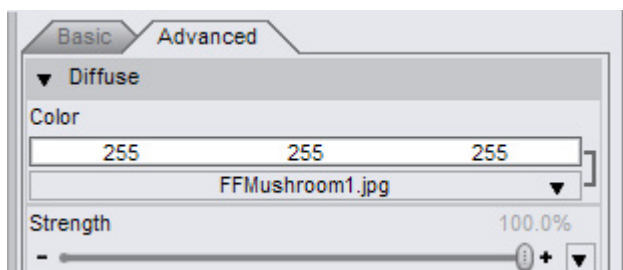 Basic Advanced
Diffuse
Color
255 255 255
FFMushroom1.jpg
Strength 100.0%
- +